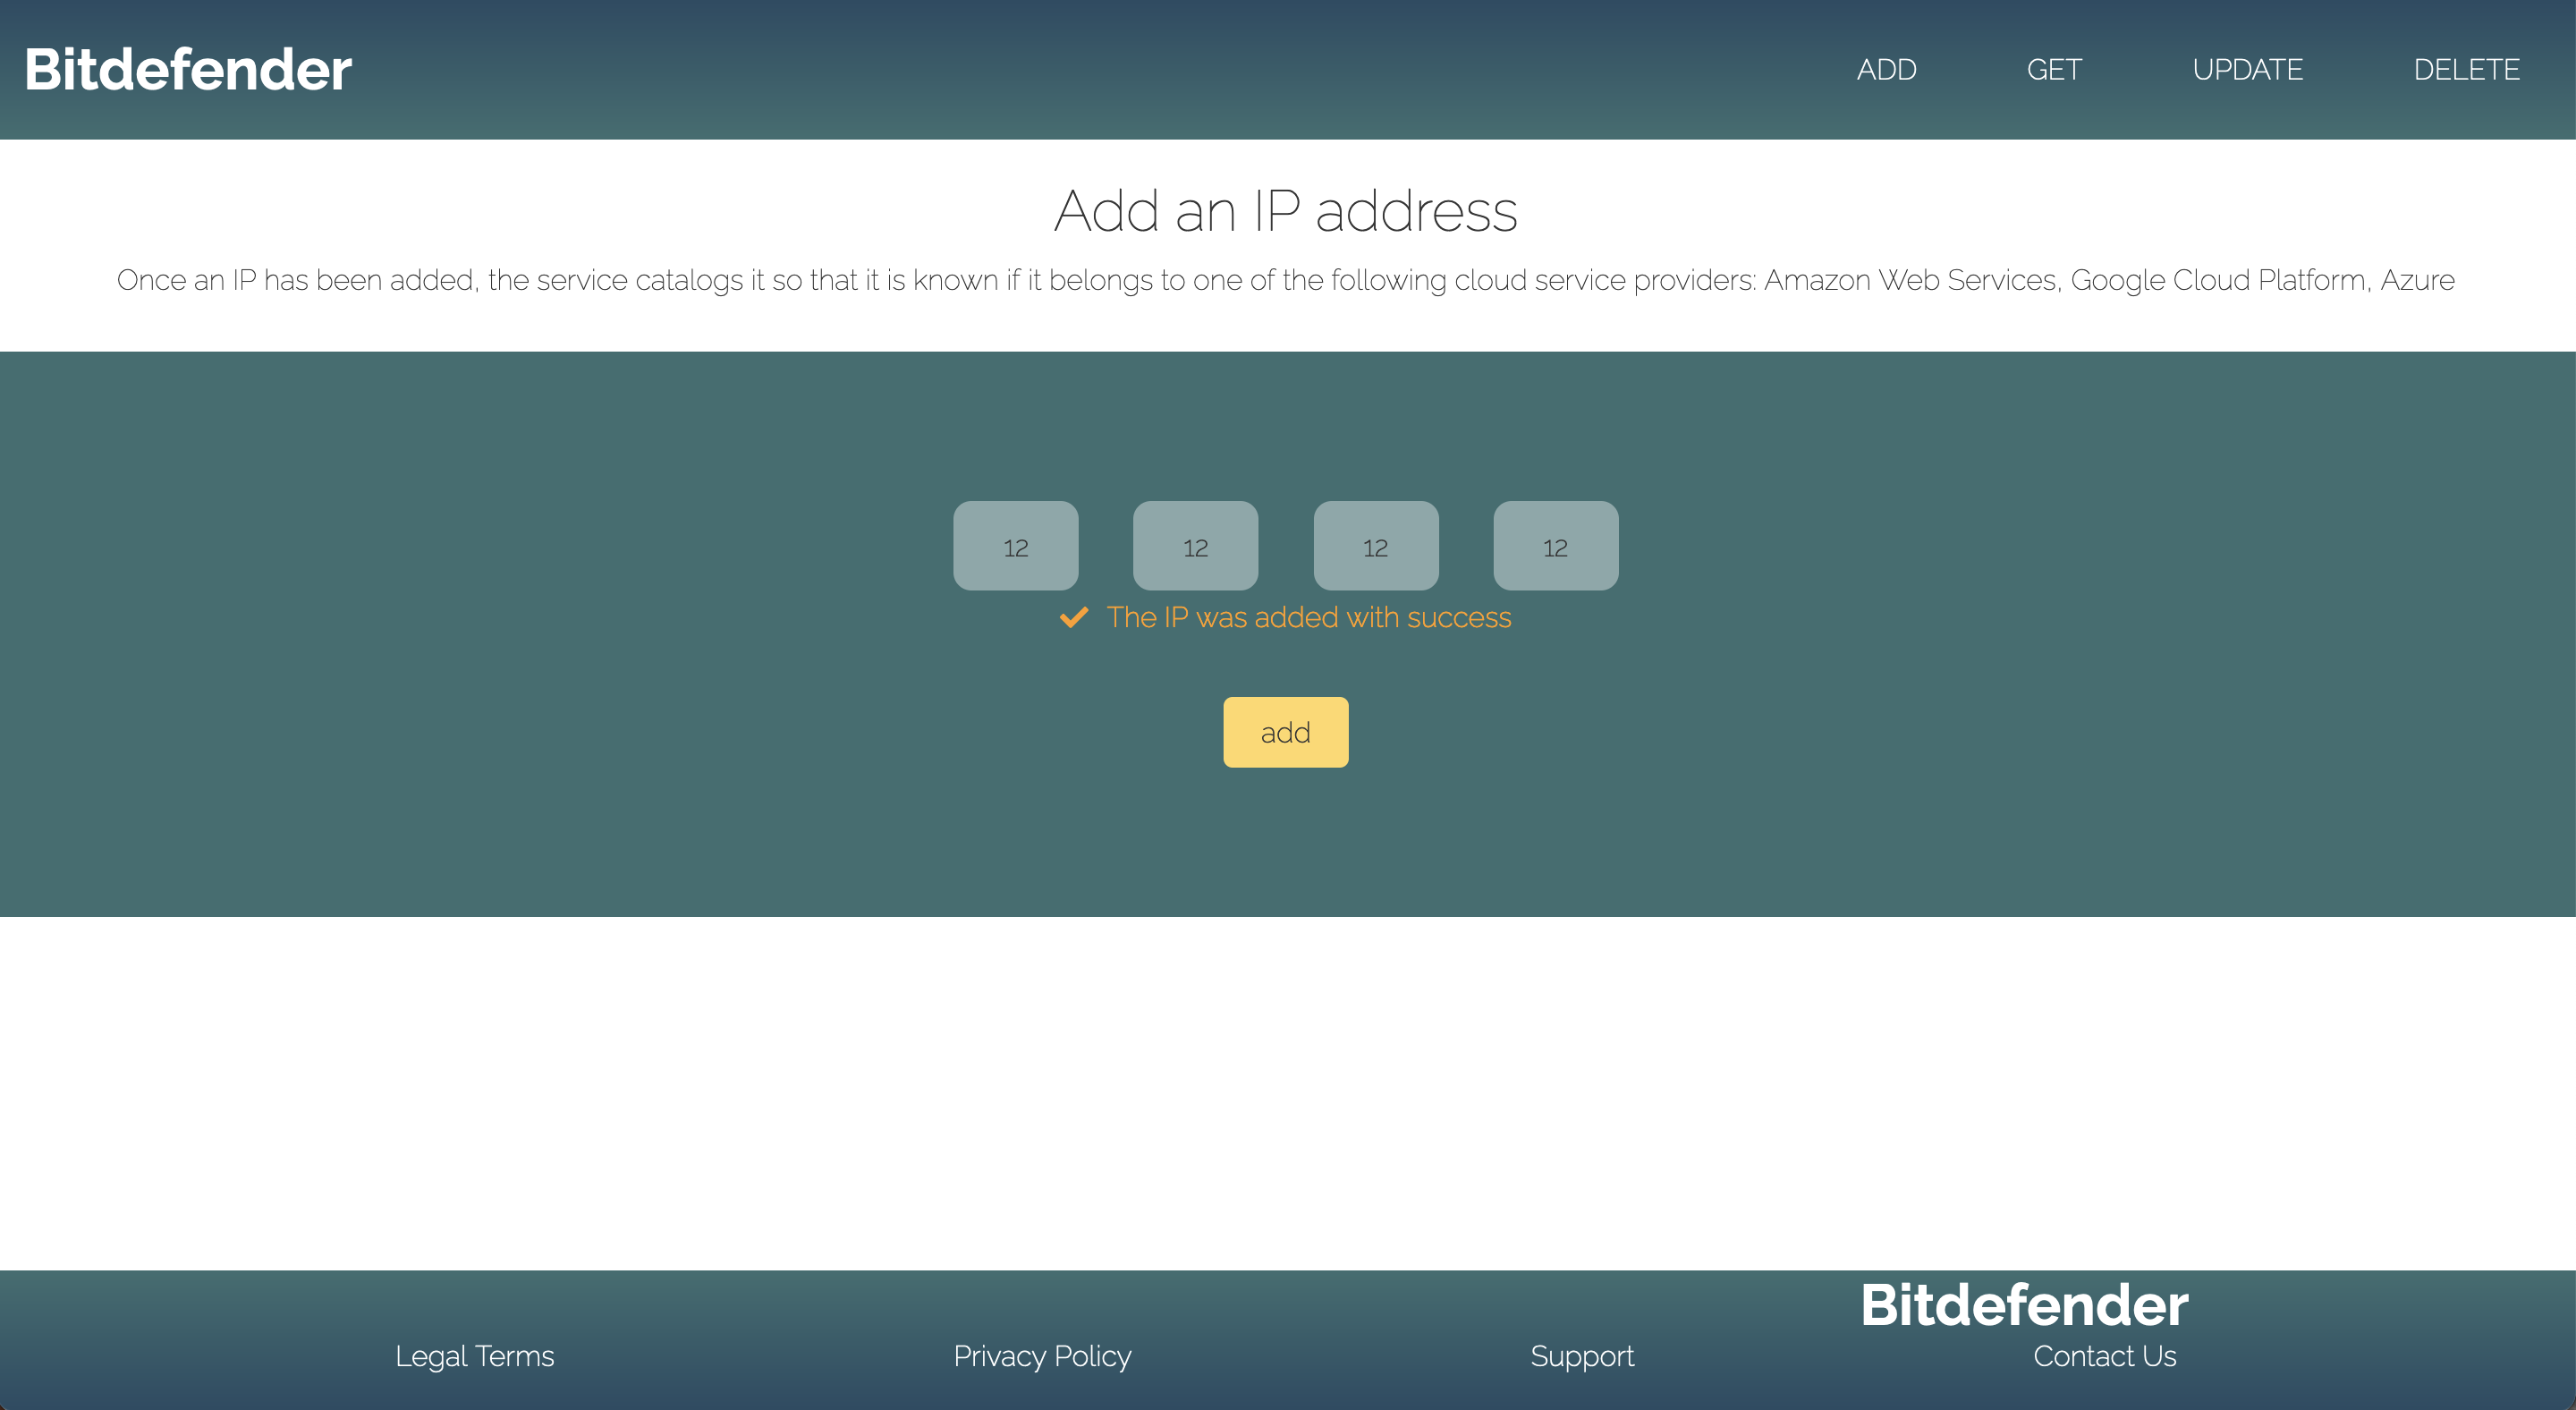 Bitdefender
ADD GET UPDATE DELETE
Add an IP address
Once an IP has been added, the service catalogs it so that it is known if it belongs to one of the following cloud service providers: Amazon Web Services, Google Cloud Platform, Azure
12 12 12 12
The IP was added with success
add
Bitdefender
Legal Terms Privacy Policy Support Contact Us